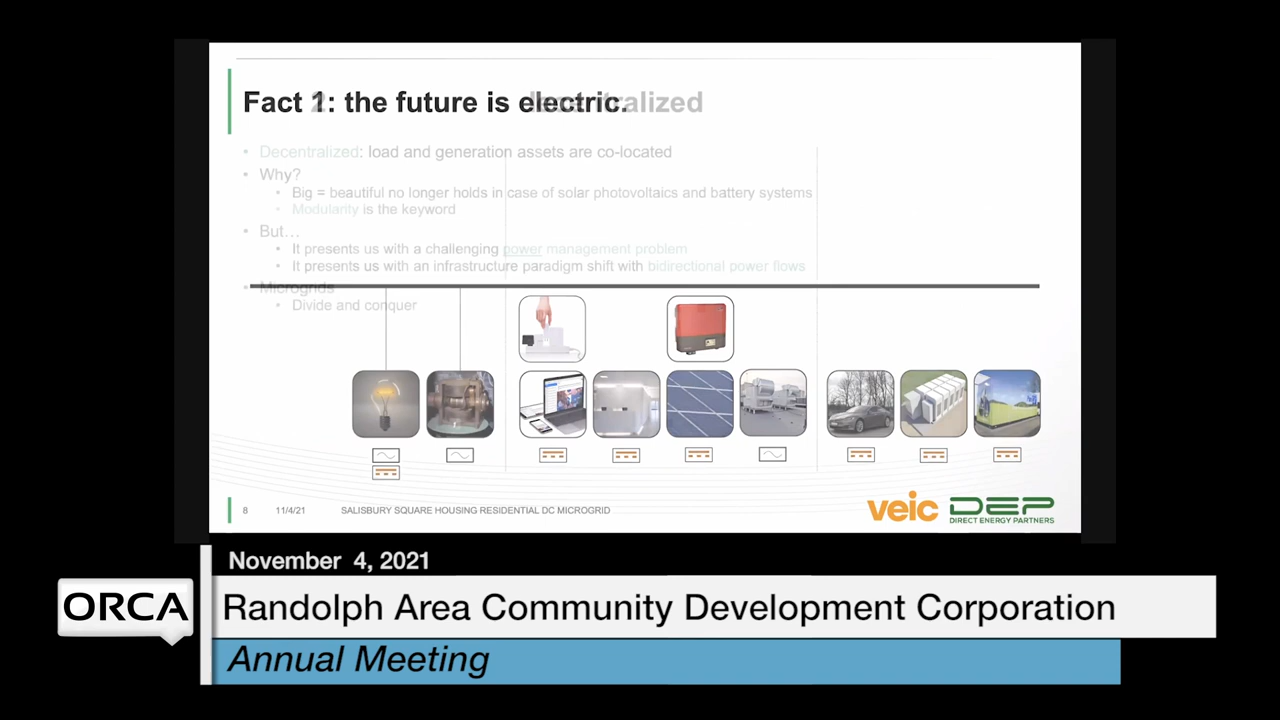 Fact 1: the future is electric.
• Decentralized: load and generation assets are co-located
• Why?
• Big = beautiful no longer holds in case of solar photovoltaics and battery systems
• Modularity is the keyword
• But…
• It presents us with a challenging power management problem
• It presents us with an infrastructure paradigm shift with bidirectional power flows
• Microgrids
• Divide and conquer
8 11/4/21 SALISBURY SQUARE HOUSING RESIDENTIAL DC MICROGRID
veic DEP
DIRECT ENERGY PARTNERS
November 4, 2021
ORCA
Randolph Area Community Development Corporation
Annual Meeting